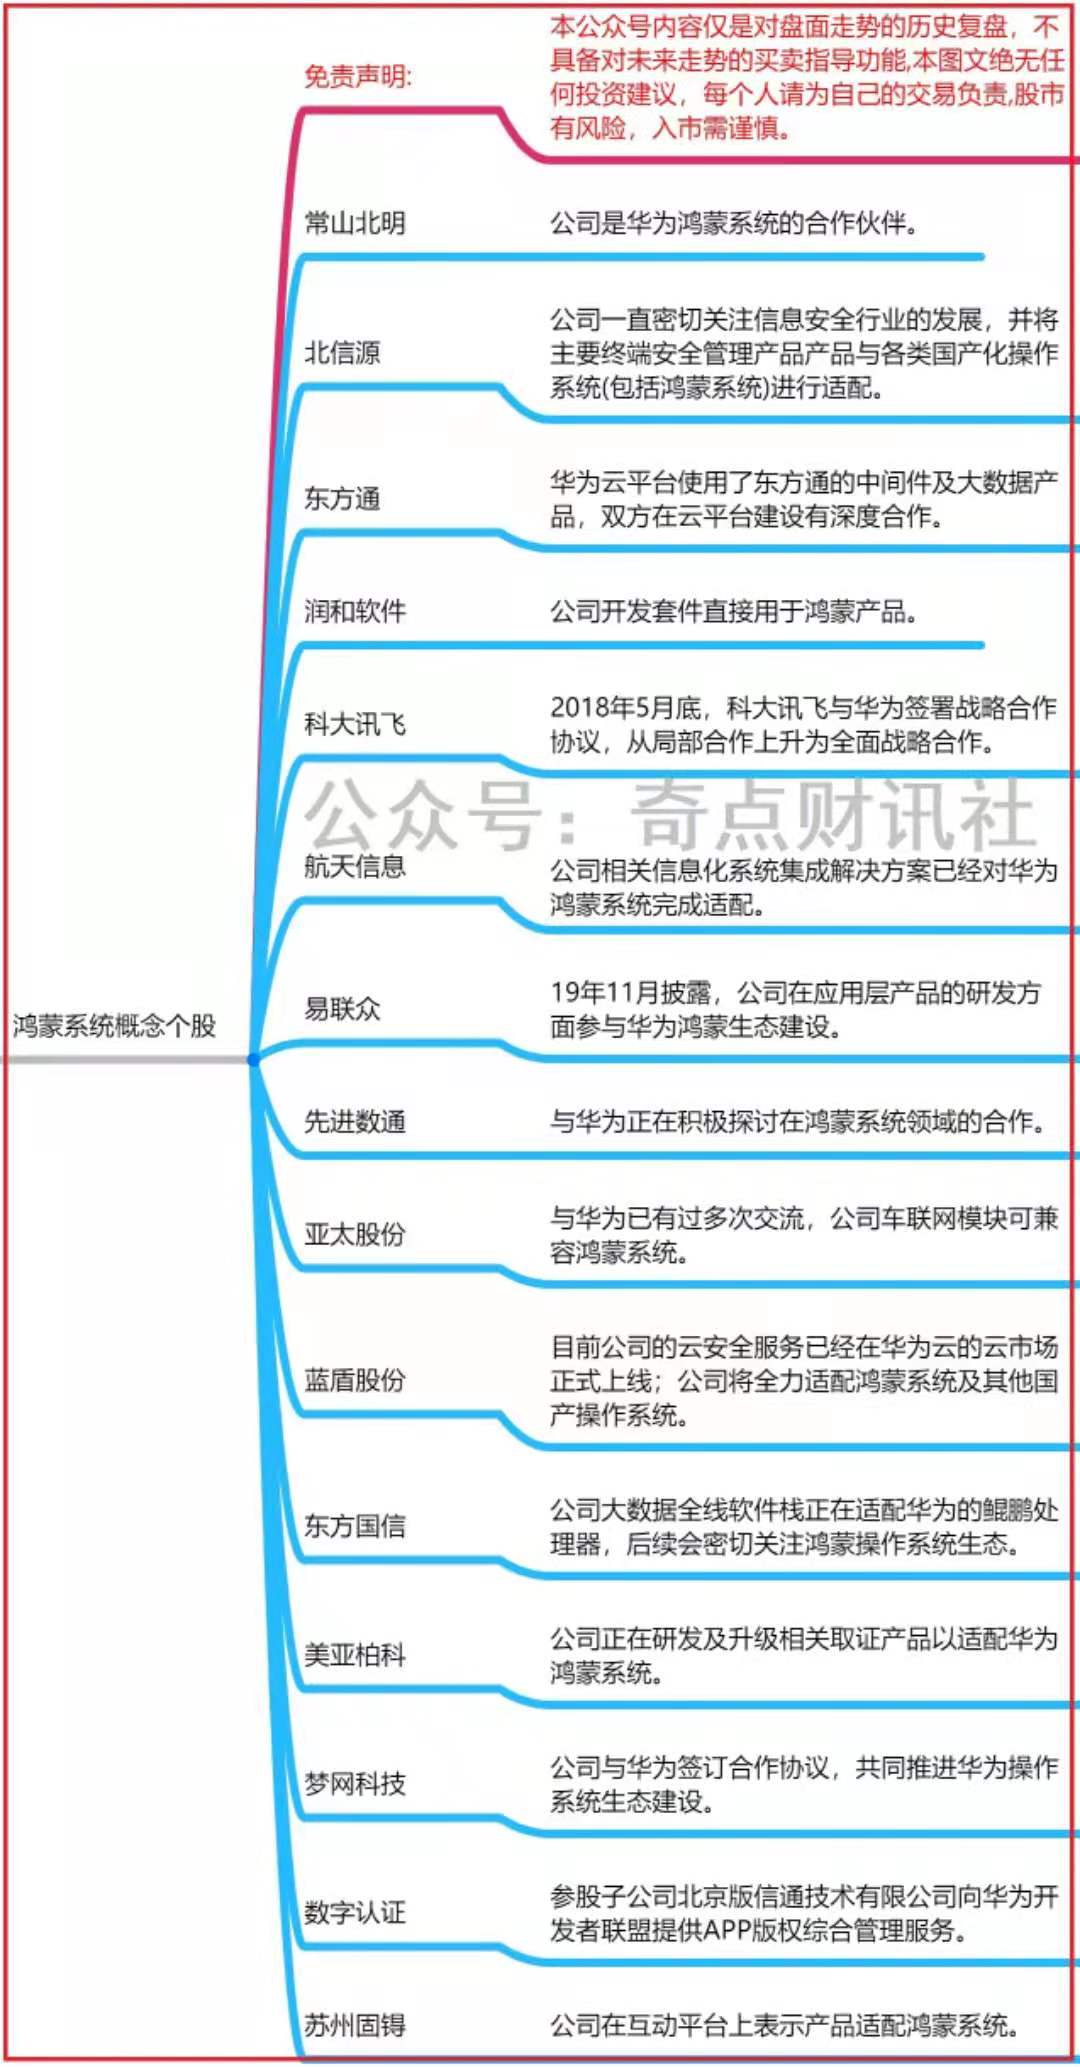 免责声明:
本公众号内容仅是对盘面走势的历史复盘，不
具备对未来走势的买卖指导功能,本图文绝无任
何投资建议，每个人请为自己的交易负责,股市
有风险，入市需谨慎。
常山北明
公司是华为鸿蒙系统的合作伙伴。
北信源
公司一直密切关注信息安全行业的发展，并将
主要终端安全管理产品产品与各类国产化操作
系统(包括鸿蒙系统)进行适配。
东方通
华为云平台使用了东方通的中间件及大数据产
品，双方在云平台建设有深度合作。
润和软件
公司开发套件直接用于鸿蒙产品。
科大讯飞
2018年5月底，科大讯飞与华为签署战略合作
协议，从局部合作上升为全面战略合作。
公众号：奇点财讯社
航天信息
公司相关信息化系统集成解决方案已经对华为
鸿蒙系统完成适配。
鸿蒙系统概念个股
易联众
19年11月披露，公司在应用层产品的研发方
面参与华为鸿蒙生态建设。
先进数通
与华为正在积极探讨在鸿蒙系统领域的合作。
亚太股份
与华为已有过多次交流，公司车联网模块可兼
容鸿蒙系统。
蓝盾股份
目前公司的云安全服务已经在华为云的云市场
正式上线；公司将全力适配鸿蒙系统及其他国
产操作系统。
东方国信
公司大数据全线软件栈正在适配华为的鲲鹏处
理器，后续会密切关注鸿蒙操作系统生态。
美亚柏科
公司正在研发及升级相关取证产品以适配华为
鸿蒙系统。
梦网科技
公司与华为签订合作协议，共同推进华为操作
系统生态建设。
数字认证
参股子公司北京版信通技术有限公司向华为开
发者联盟提供APP版权综合管理服务。
苏州固锝
公司在互动平台上表示产品适配鸿蒙系统。